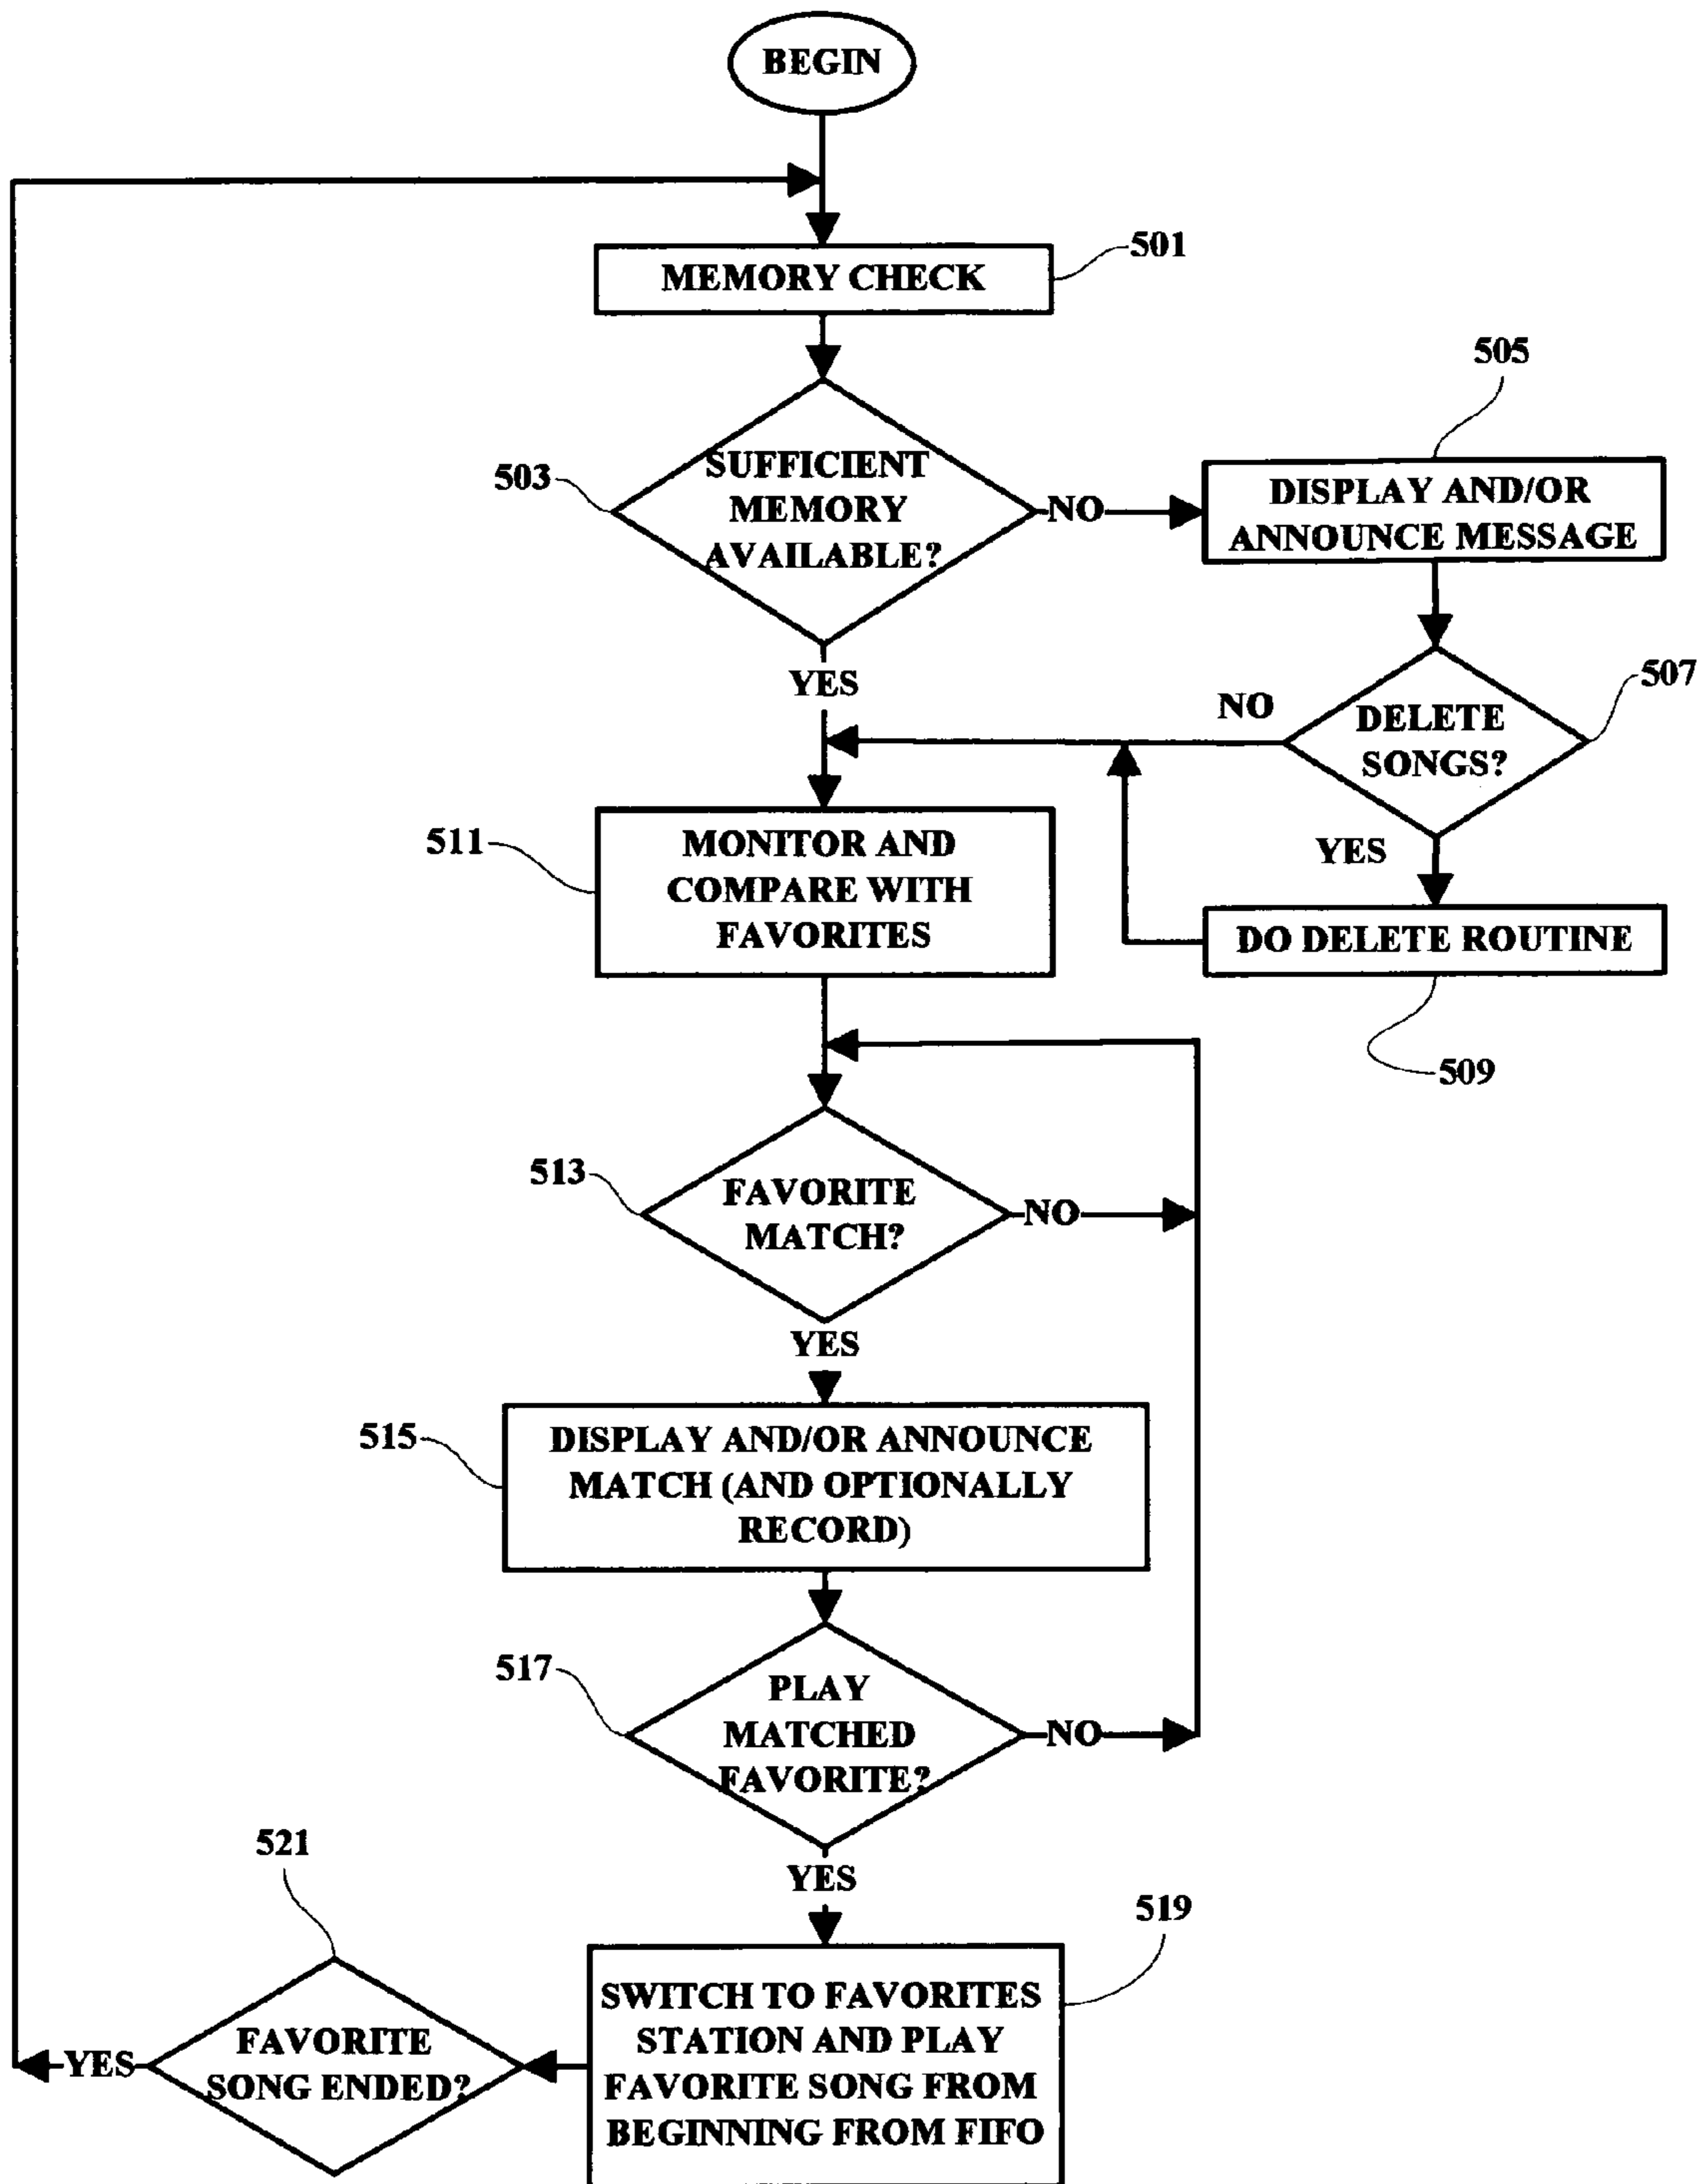 BEGIN
501
MEMORY CHECK
505
503
SUFFICIENT
MEMORY
AVAILABLE?
NO
DISPLAY AND/OR
ANNOUNCE MESSAGE
YES
507
NO
DELETE
SONGS?
YES
511
MONITOR AND
COMPARE WITH
FAVORITES
DO DELETE ROUTINE
509
513
FAVORITE
MATCH?
NO
YES
515
DISPLAY AND/OR ANNOUNCE
MATCH (AND OPTIONALLY
RECORD)
517
PLAY
MATCHED
FAVORITE?
NO
YES
521
519
SWITCH TO FAVORITES
STATION AND PLAY
FAVORITE SONG FROM
BEGINNING FROM FIFO
FAVORITE
SONG ENDED?
YES